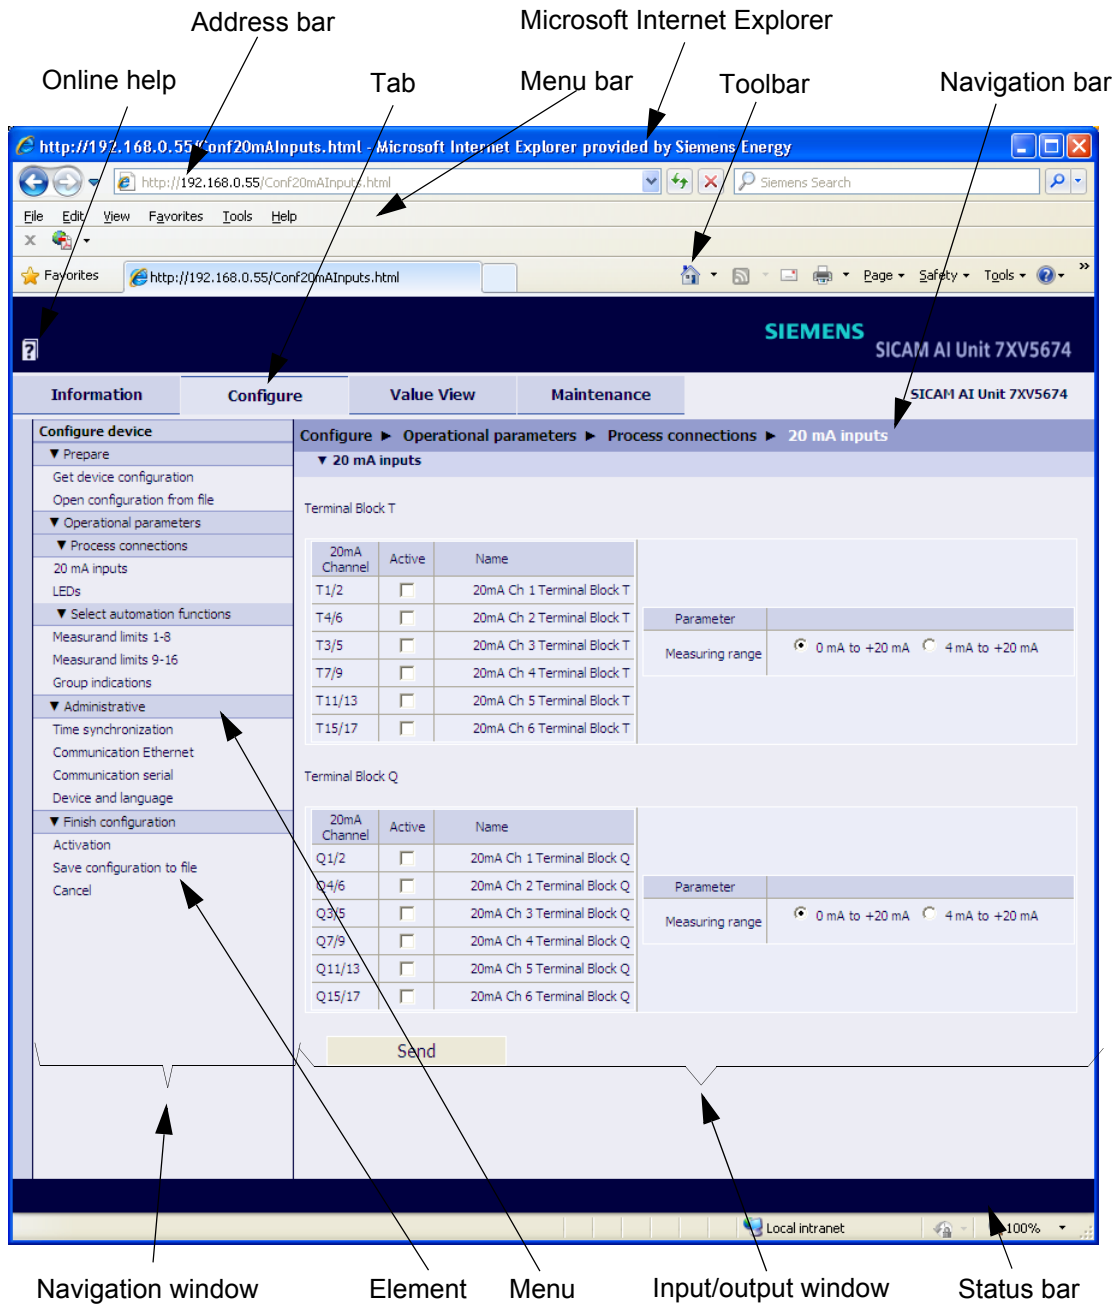 Address bar
Microsoft Internet Explorer
Online help
Tab
Menu bar
Toolbar
Navigation bar
http://192.168.0.55/Conf20mAInputs.html - Microsoft Internet Explorer provided by Siemens Energy
http://192.168.0.55/Conf20mAInputs.html
Siemens Search
File Edit View Favorites Tools Help
x
Favorites
http://192.168.0.55/Conf20mAInputs.html
Page Safety Tools »
SIEMENS
SICAM AI Unit 7XV5674
Information
Configure
Value View
Maintenance
SICAM AI Unit 7XV5674
Configure device
▼ Prepare
Get device configuration
Open configuration from file
▼ Operational parameters
▼ Process connections
20 mA inputs
LEDs
▼ Select automation functions
Measurand limits 1-8
Measurand limits 9-16
Group indications
▼ Administrative
Time synchronization
Communication Ethernet
Communication serial
Device and language
▼ Finish configuration
Activation
Save configuration to file
Cancel
Configure ► Operational parameters ► Process connections ► 20 mA inputs
▼ 20 mA inputs
Terminal Block T
20mA Channel Active Name
T1/2 20mA Ch 1 Terminal Block T
T4/6 20mA Ch 2 Terminal Block T
T3/5 20mA Ch 3 Terminal Block T
T7/9 20mA Ch 4 Terminal Block T
T11/13 20mA Ch 5 Terminal Block T
T15/17 20mA Ch 6 Terminal Block T
Parameter
Measuring range 0 mA to +20 mA 4 mA to +20 mA
Terminal Block Q
20mA Channel Active Name
Q1/2 20mA Ch 1 Terminal Block Q
Q4/6 20mA Ch 2 Terminal Block Q
Q3/5 20mA Ch 3 Terminal Block Q
Q7/9 20mA Ch 4 Terminal Block Q
Q11/13 20mA Ch 5 Terminal Block Q
Q15/17 20mA Ch 6 Terminal Block Q
Parameter
Measuring range 0 mA to +20 mA 4 mA to +20 mA
Send
Local intranet
100%
Navigation window
Element
Menu
Input/output window
Status bar